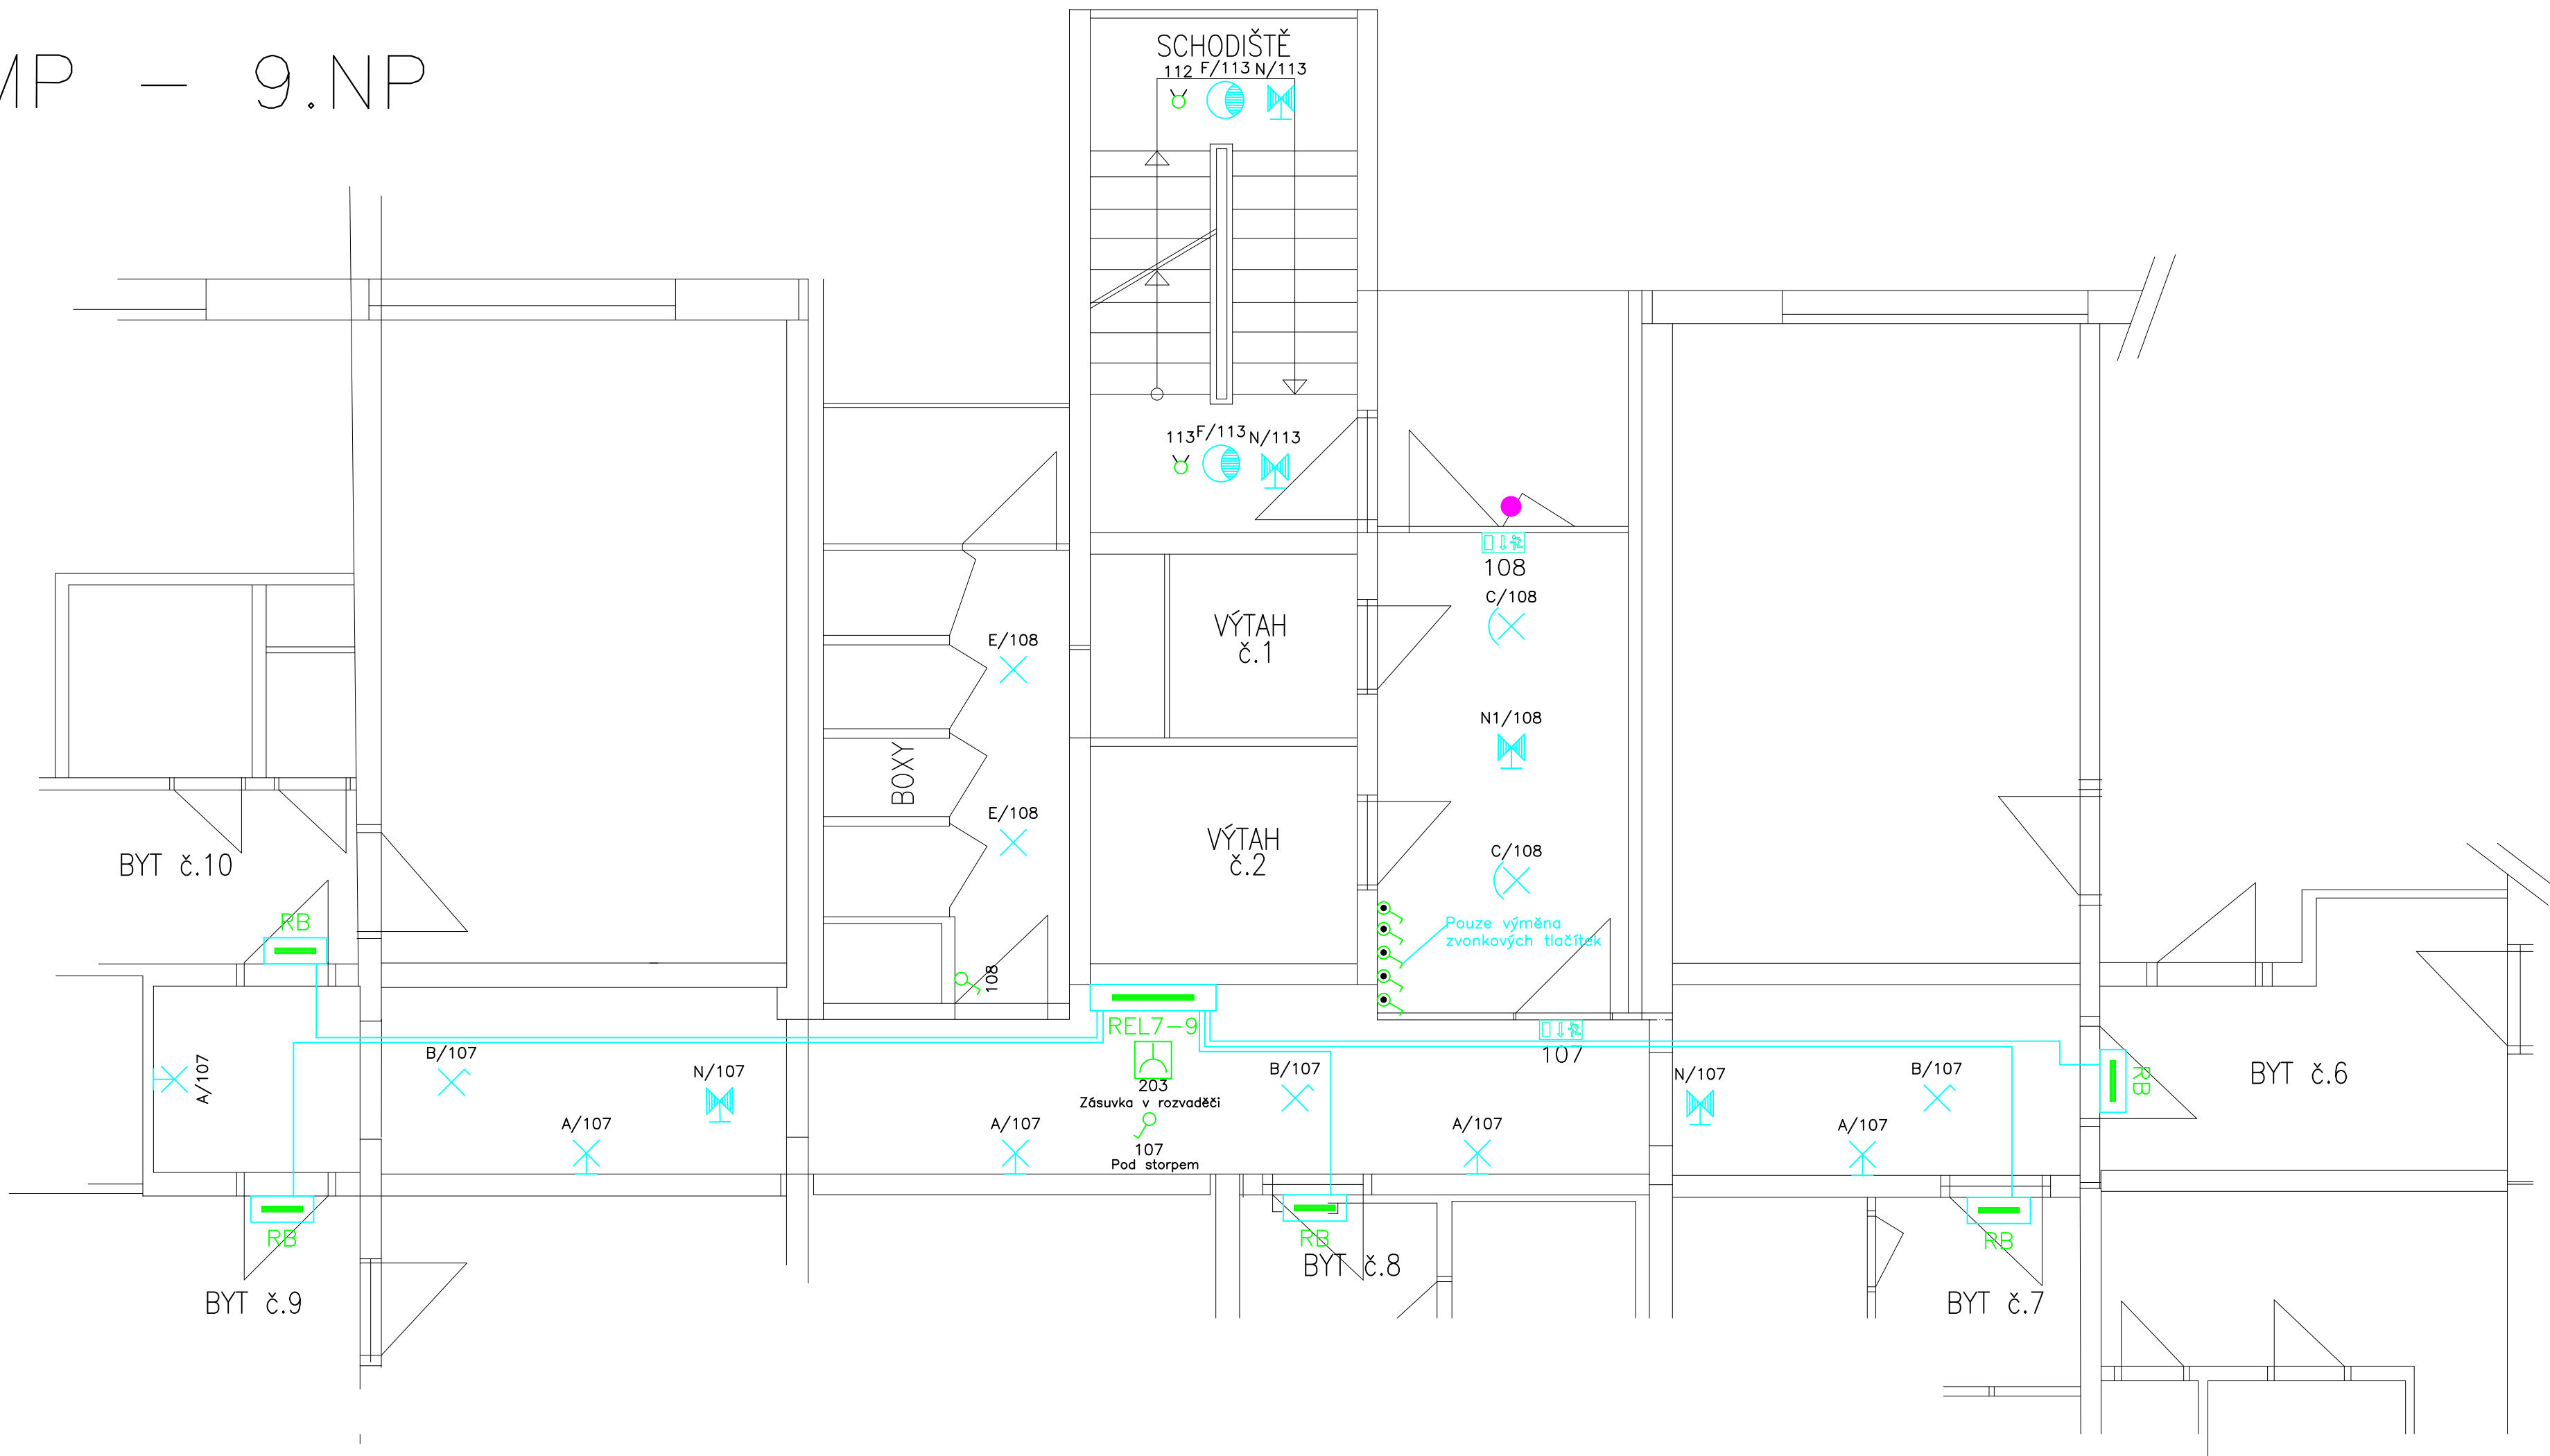 MP - 9.NP
SCHODIŠTĚ
112 F/113 N/113
113 F/113 N/113
108
C/108
E/108
VÝTAH
č.1
N1/108
BOXY
E/108
VÝTAH
č.2
C/108
BYT č.10
RB
Pouze výměna
zvonkových tlačítek
108
REL7-9
107
B/107
A/107
N/107
203
Zásuvka v rozvaděči
B/107
N/107
B/107
RB
BYT č.6
A/107
A/107
107
Pod storpem
A/107
A/107
RB
RB
RB
BYT č.8
BYT č.9
BYT č.7